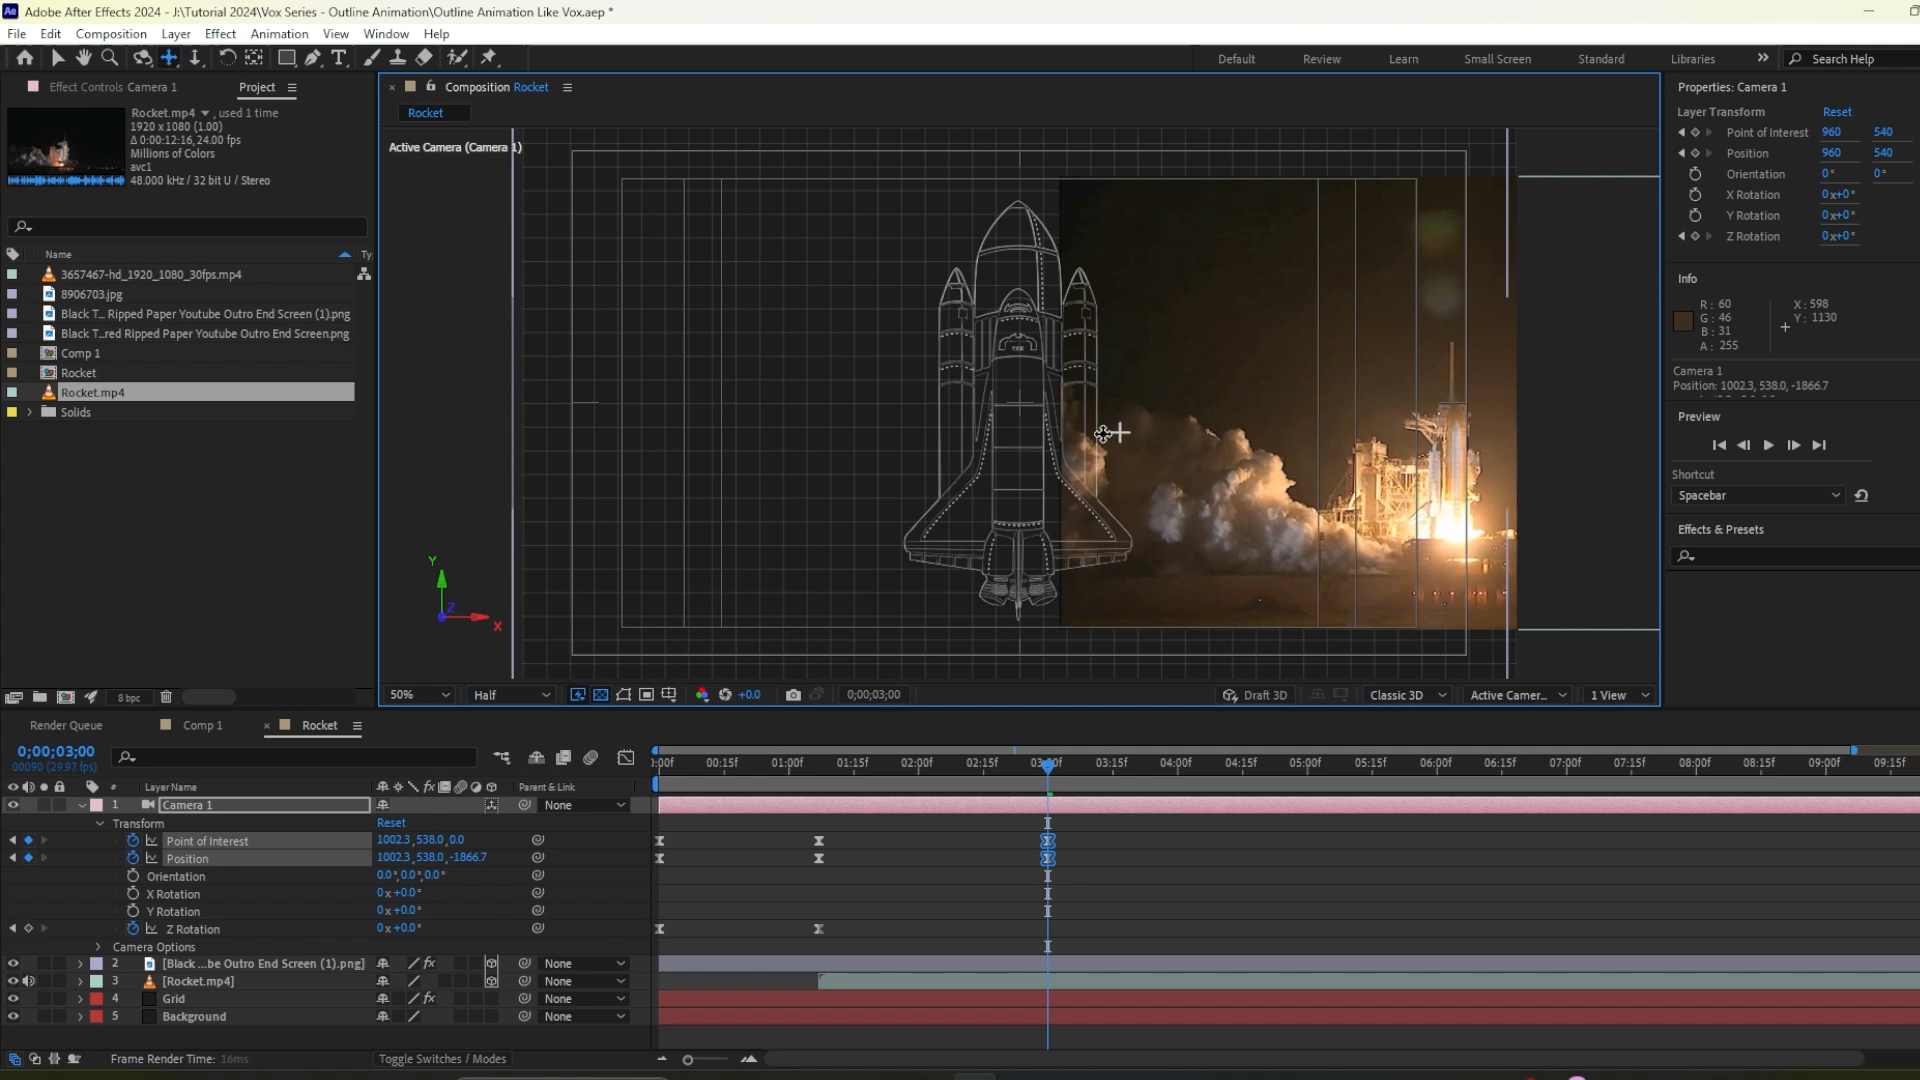 Adobe After Effects 2024 - J:\Tutorial 2024\Vox Series - Outline Animation\Outline Animation Like Vox.aep *
File Edit Composition Layer Effect Animation View Window Help
Default Review Learn Small Screen Standard Libraries Search Help
Effect Controls Camera 1 Project
Rocket.mp4 , used 1 time
1920 x 1080 (1.00)
Δ 0:00:12:16, 24.00 fps
Millions of Colors
avc1
48.000 kHz / 32 bit U / Stereo
Name Ty
3657467-hd_1920_1080_30fps.mp4
8906703.jpg
Black T... Ripped Paper Youtube Outro End Screen (1).png
Black T...red Ripped Paper Youtube Outro End Screen.png
Comp 1
Rocket
Rocket.mp4
Solids
8 bpc
Composition Rocket
Rocket
Active Camera (Camera 1)
Y
Z
X
50% Half +0.0 0;00;03;00 Draft 3D Classic 3D Active Camer... 1 View
Properties: Camera 1
Layer Transform Reset
Point of Interest 960 540
Position 960 540
Orientation 0° 0°
X Rotation 0x+0°
Y Rotation 0x+0°
Z Rotation 0x+0°
Info
R: 60 X: 598
G: 46 Y: 1130
B: 31
A: 255
Camera 1
Position: 1002.3, 538.0, -1866.7
Preview
Shortcut
Spacebar
Effects & Presets
Render Queue Comp 1 Rocket
0;00;03;00
00090 (29.97 fps)
):00f 00:15f 01:00f 01:15f 02:00f 02:15f 03:00f 03:15f 04:00f 04:15f 05:00f 05:15f 06:00f 06:15f 07:00f 07:15f 08:00f 08:15f 09:00f 09:15f
# Layer Name fx Parent & Link
1 Camera 1 None
Transform Reset
Point of Interest 1002.3, 538.0, 0.0
Position 1002.3, 538.0, -1866.7
Orientation 0.0°, 0.0°, 0.0°
X Rotation 0x+0.0°
Y Rotation 0x+0.0°
Z Rotation 0x+0.0°
Camera Options
2 [Black ...be Outro End Screen (1).png] fx None
3 [Rocket.mp4] None
4 Grid fx None
5 Background None
Frame Render Time: 16ms Toggle Switches / Modes